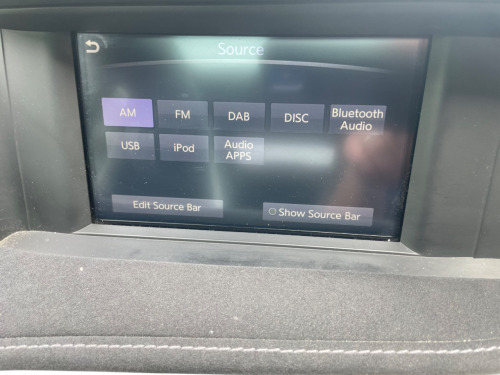 Source
AM
FM
DAB
DISC
Bluetooth
Audio
USB
iPod
Audio
APPS
Edit Source Bar
Show Source Bar